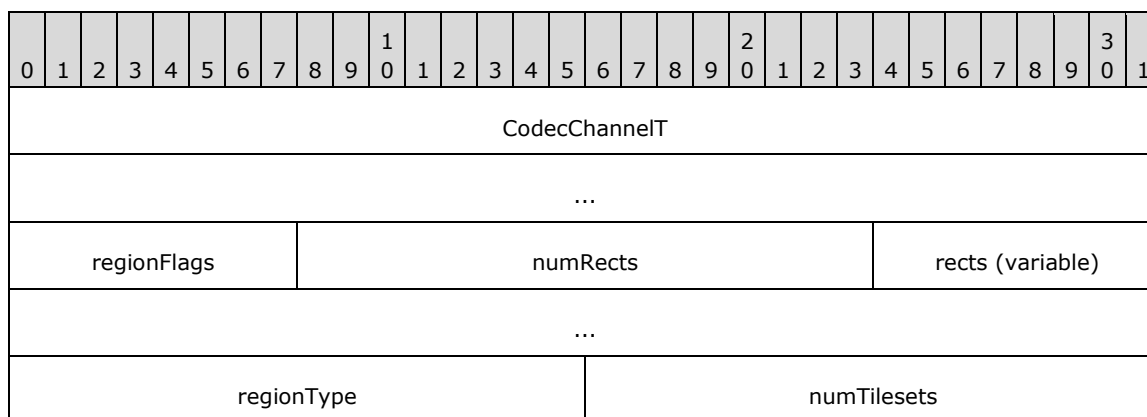 1 2 3
0 1 2 3 4 5 6 7 8 9 0 1 2 3 4 5 6 7 8 9 0 1 2 3 4 5 6 7 8 9 0 1
CodecChannelT
...
regionFlags numRects rects (variable)
...
regionType numTilesets